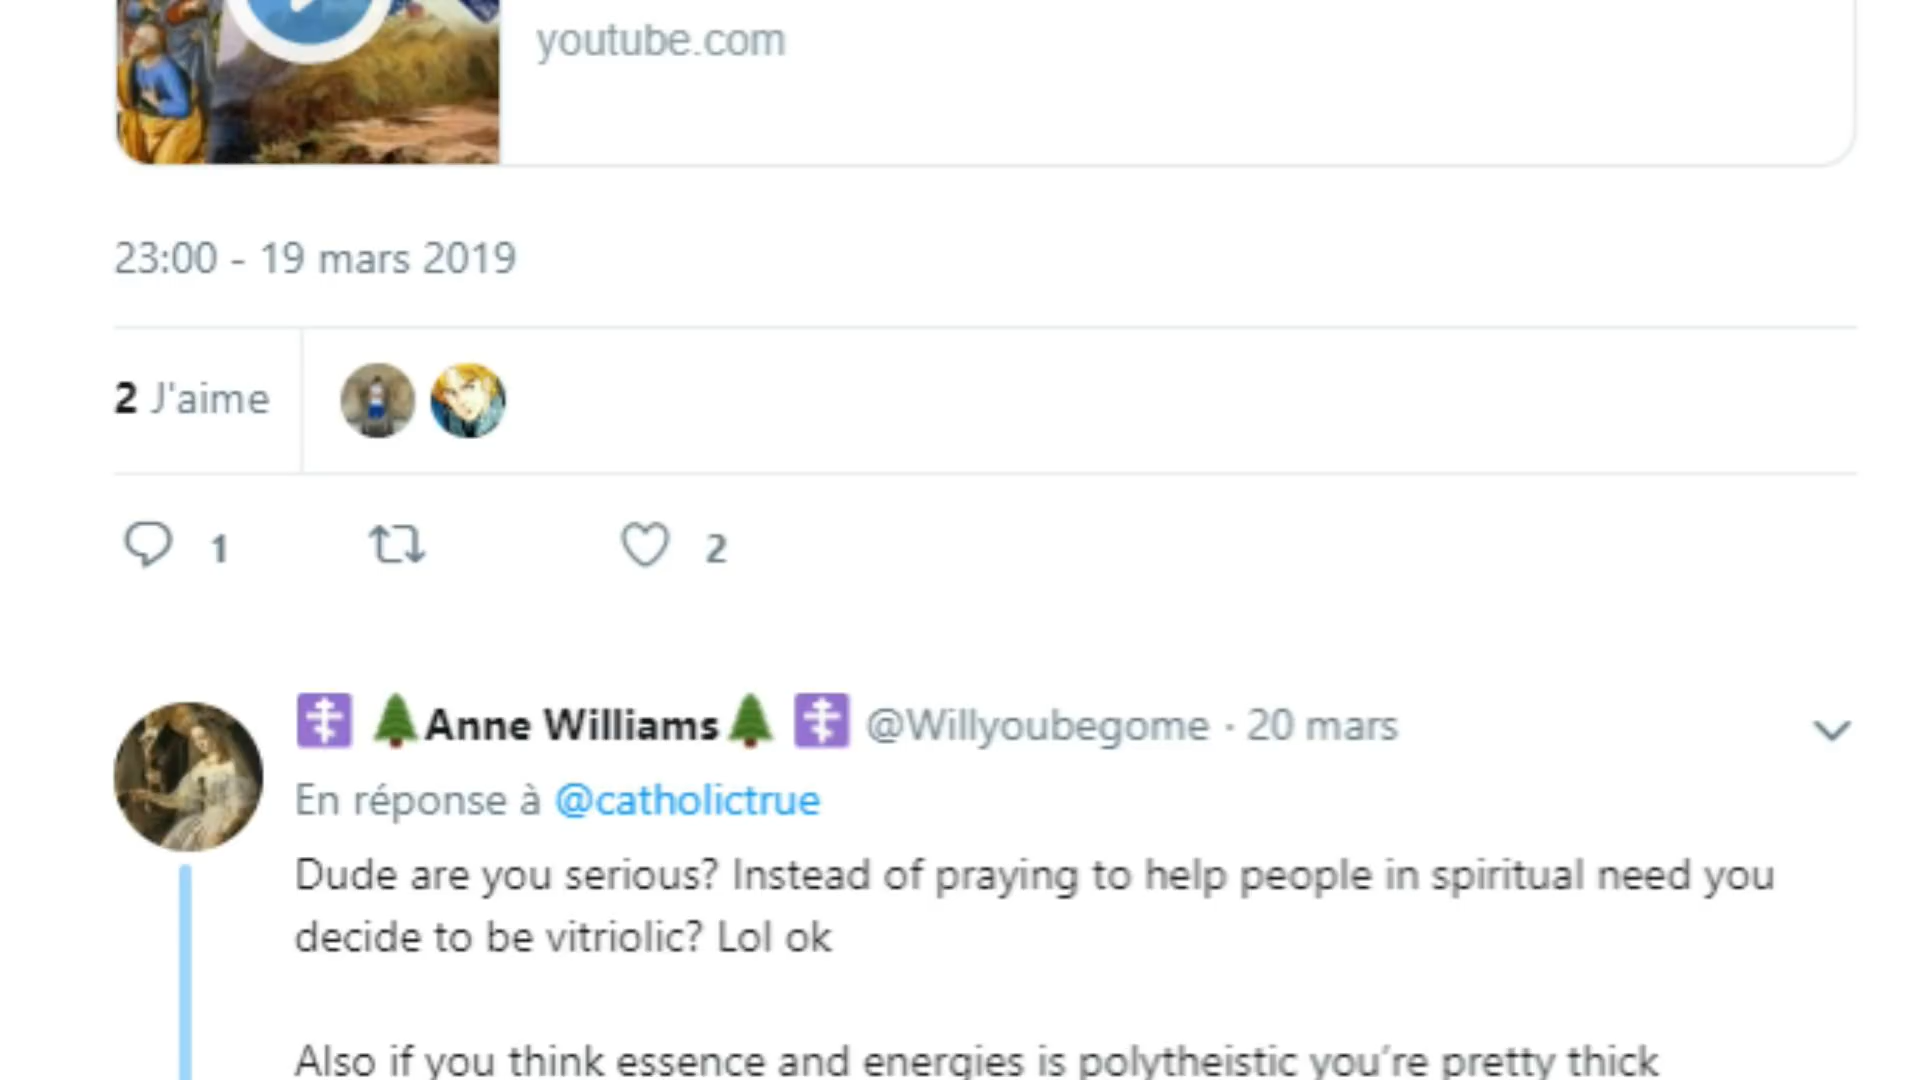 youtube.com
23:00 - 19 mars 2019
2 J'aime
1 2
☦️🌲Anne Williams🌲☦️ @Willyoubegome · 20 mars
En réponse à @catholictrue
Dude are you serious? Instead of praying to help people in spiritual need you
decide to be vitriolic? Lol ok
Also if you think essence and energies is polytheistic you’re pretty thick